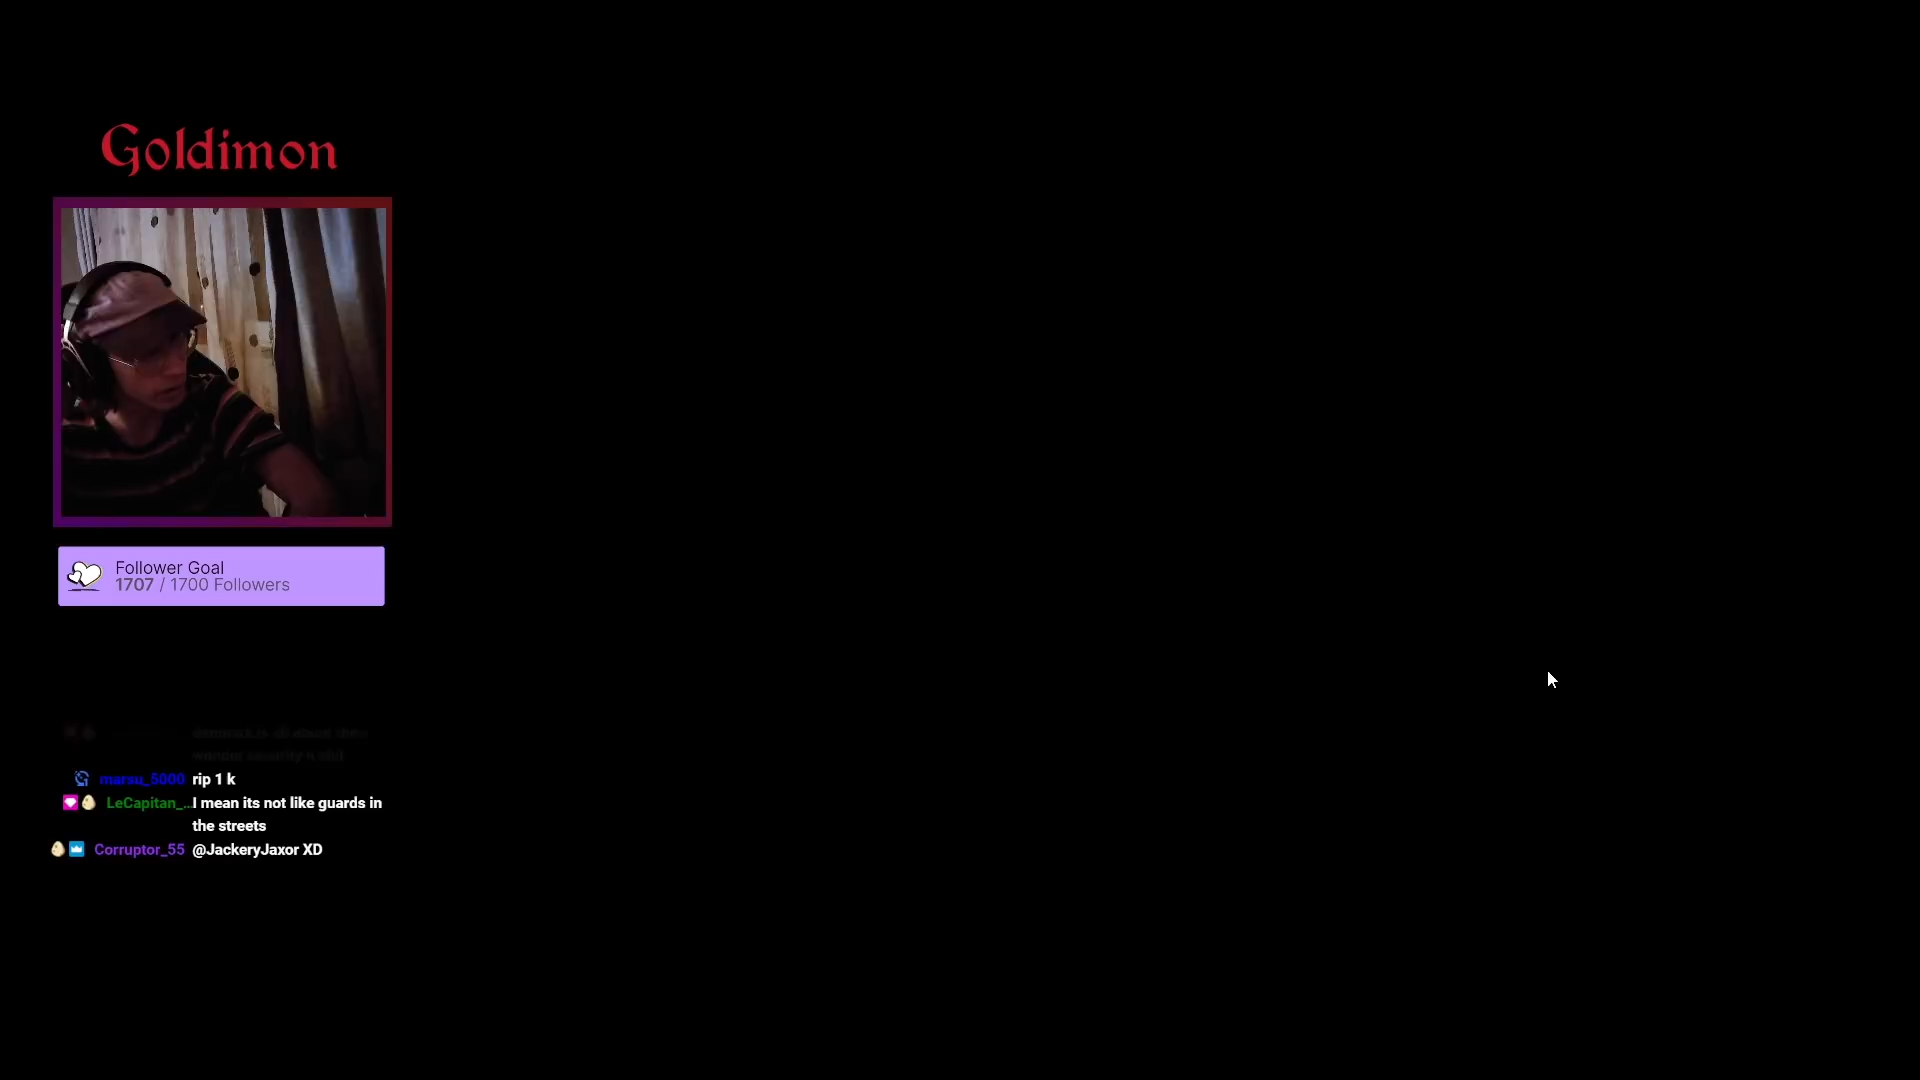 Goldimon
Follower Goal
1707 / 1700 Followers
marsu_5000 rip 1 k
LeCapitan_... I mean its not like guards in
the streets
Corruptor_55 @JackeryJaxor XD